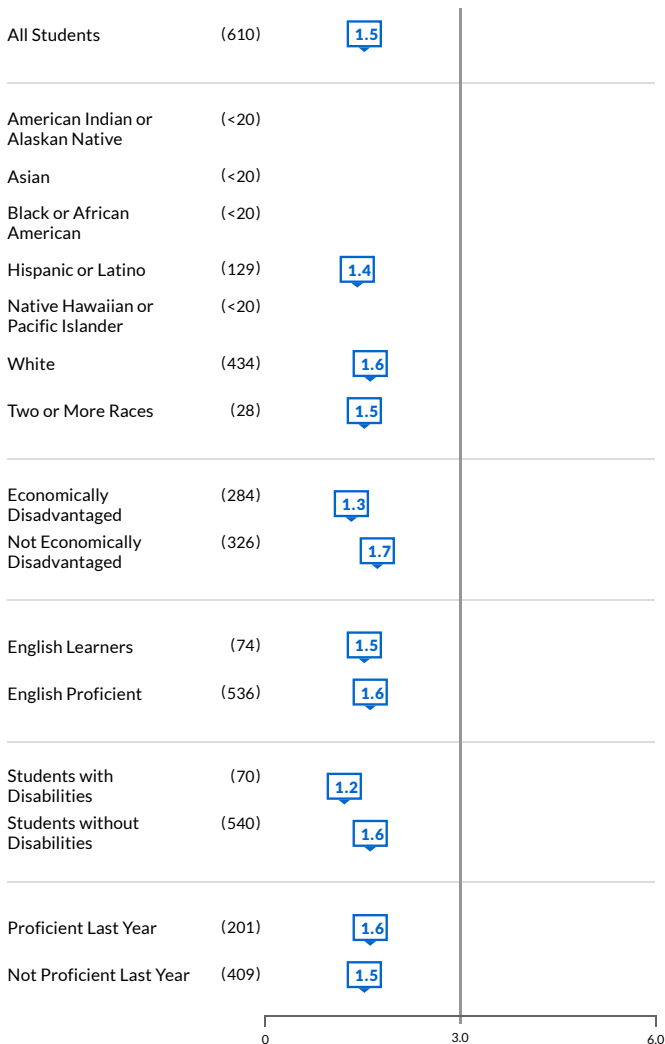 All Students (610) 1.5
American Indian or (<20)
Alaskan Native
Asian (<20)
Black or African (<20)
American
Hispanic or Latino (129) 1.4
Native Hawaiian or (<20)
Pacific Islander
White (434) 1.6
Two or More Races (28) 1.5
Economically (284) 1.3
Disadvantaged
Not Economically (326) 1.7
Disadvantaged
English Learners (74) 1.5
English Proficient (536) 1.6
Students with (70) 1.2
Disabilities
Students without (540) 1.6
Disabilities
Proficient Last Year (201) 1.6
Not Proficient Last Year (409) 1.5
0 3.0 6.0